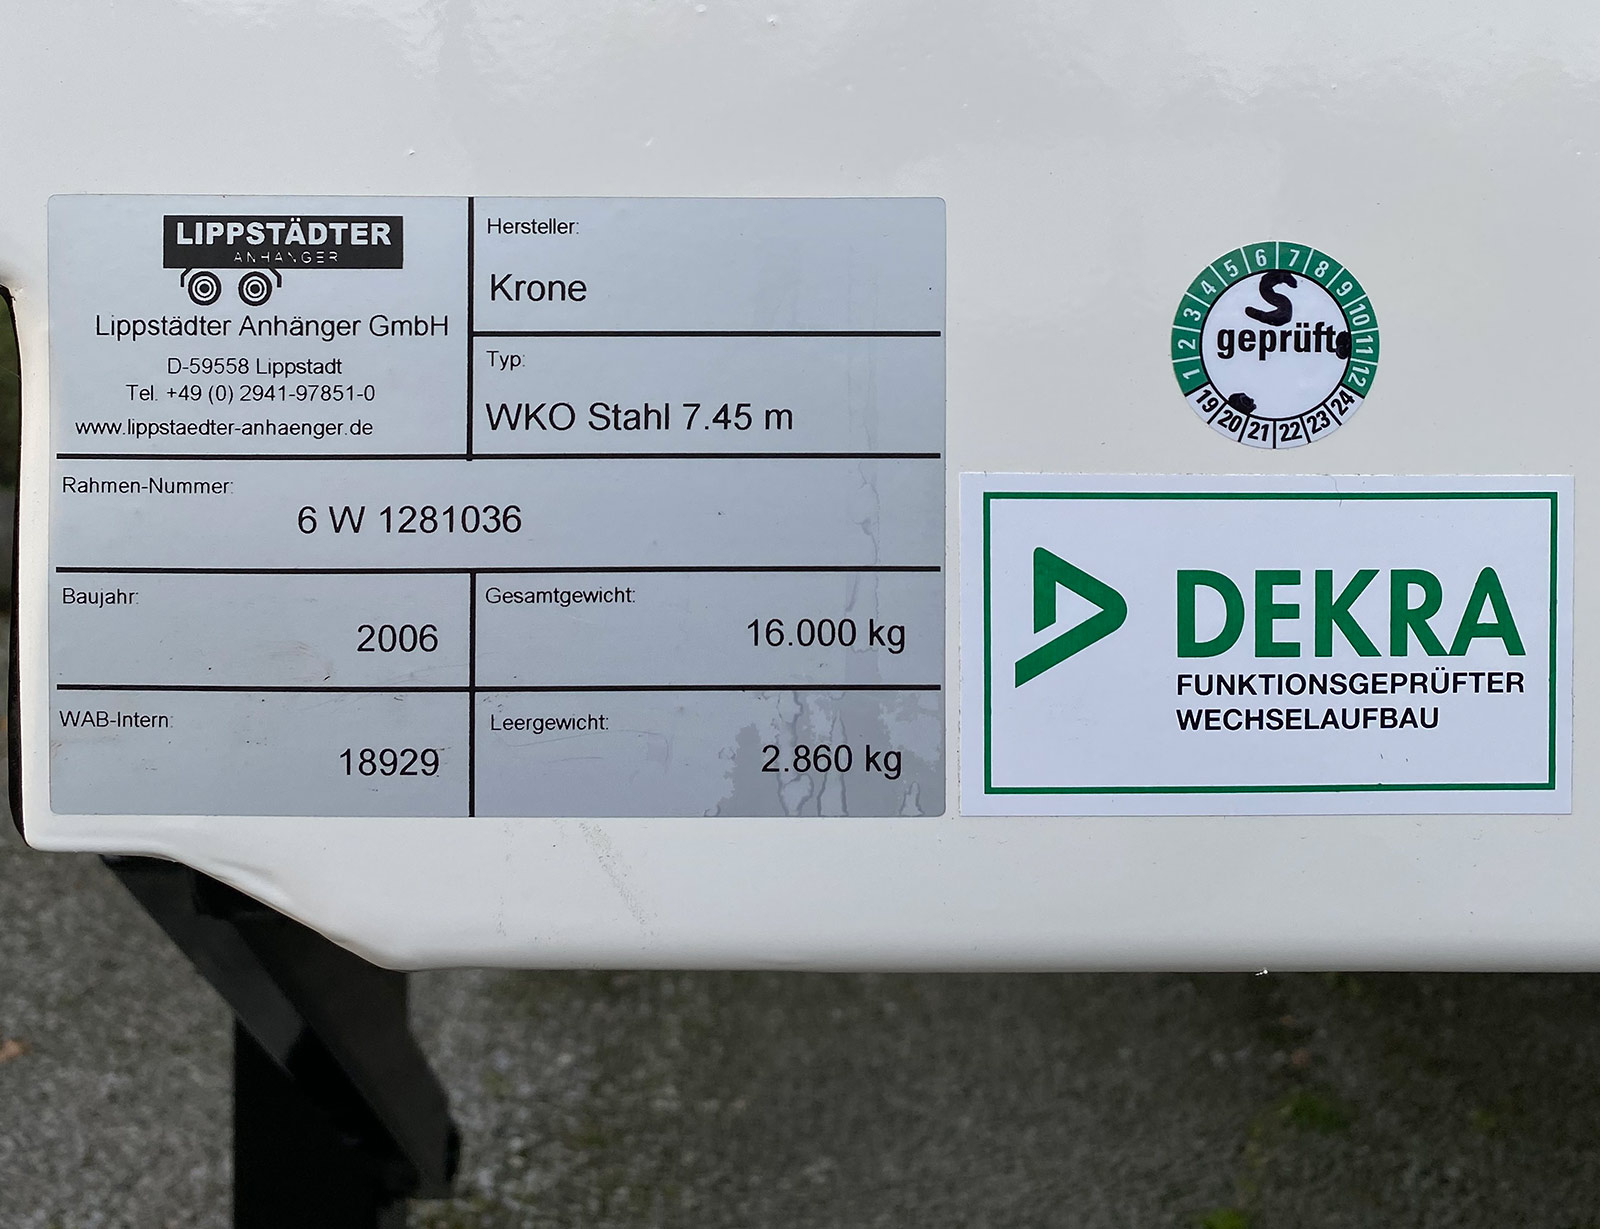 LIPPSTÄDTER
ANHÄNGER
Lippstädter Anhänger GmbH
D-59558 Lippstadt
Tel. +49 (0) 2941-97851-0
www.lippstaedter-anhaenger.de
Hersteller:
Krone
Typ:
WKO Stahl 7.45 m
Rahmen-Nummer:
6 W 1281036
Baujahr:
2006
Gesamtgewicht:
16.000 kg
WAB-Intern:
18929
Leergewicht:
2.860 kg
1 2 3 4 5 6 7 8 9 10 11 12
S
geprüft
19 20 21 22 23 24
DEKRA
FUNKTIONSGEPRÜFTER
WECHSELAUFBAU